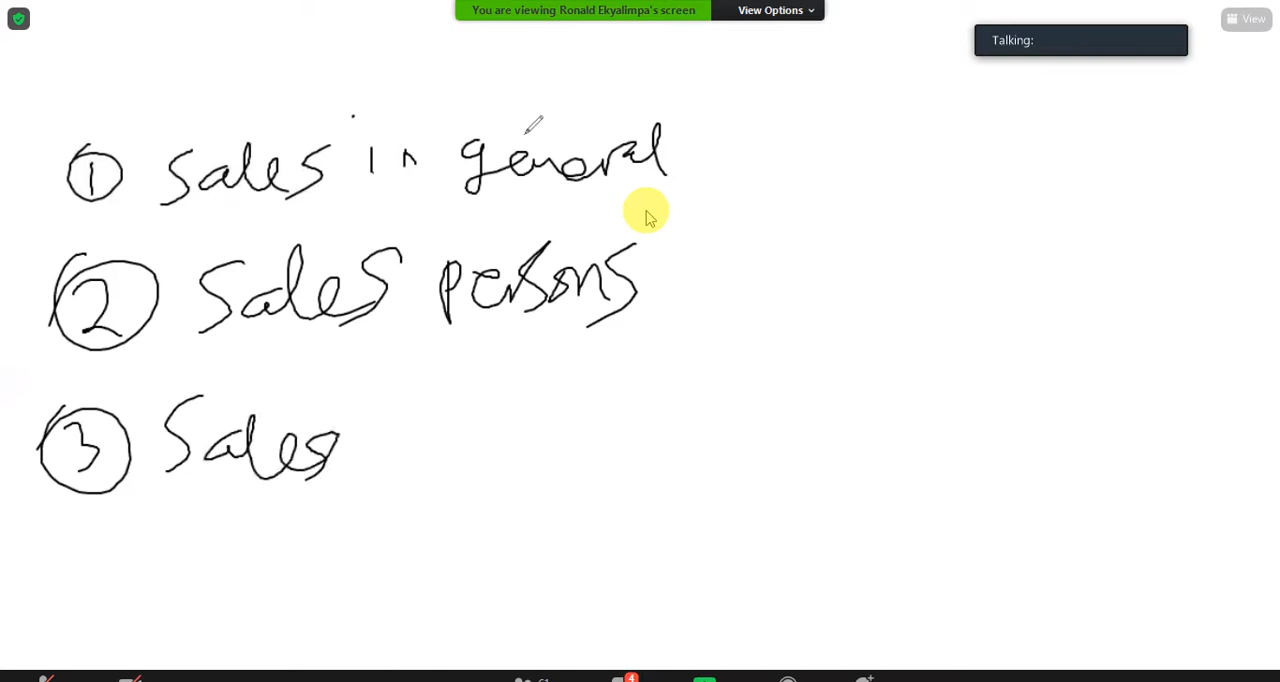 You are viewing Ronald Ekyalimpa's screen View Options
View
Talking:
① Sales in general
② Sales persons
③ Sales
4